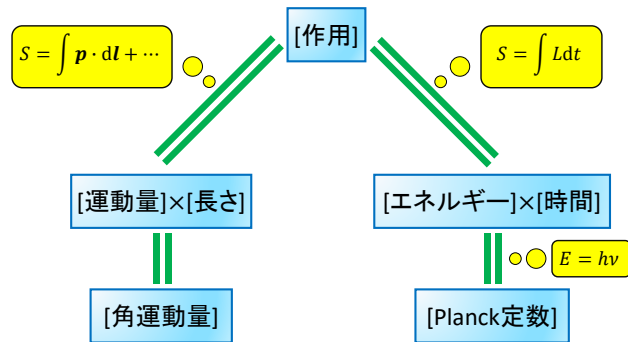 [作用]
S = ∫ p · dl + ⋯
S = ∫ Ldt
[運動量]×[長さ]
[エネルギー]×[時間]
E = hν
[角運動量]
[Planck定数]